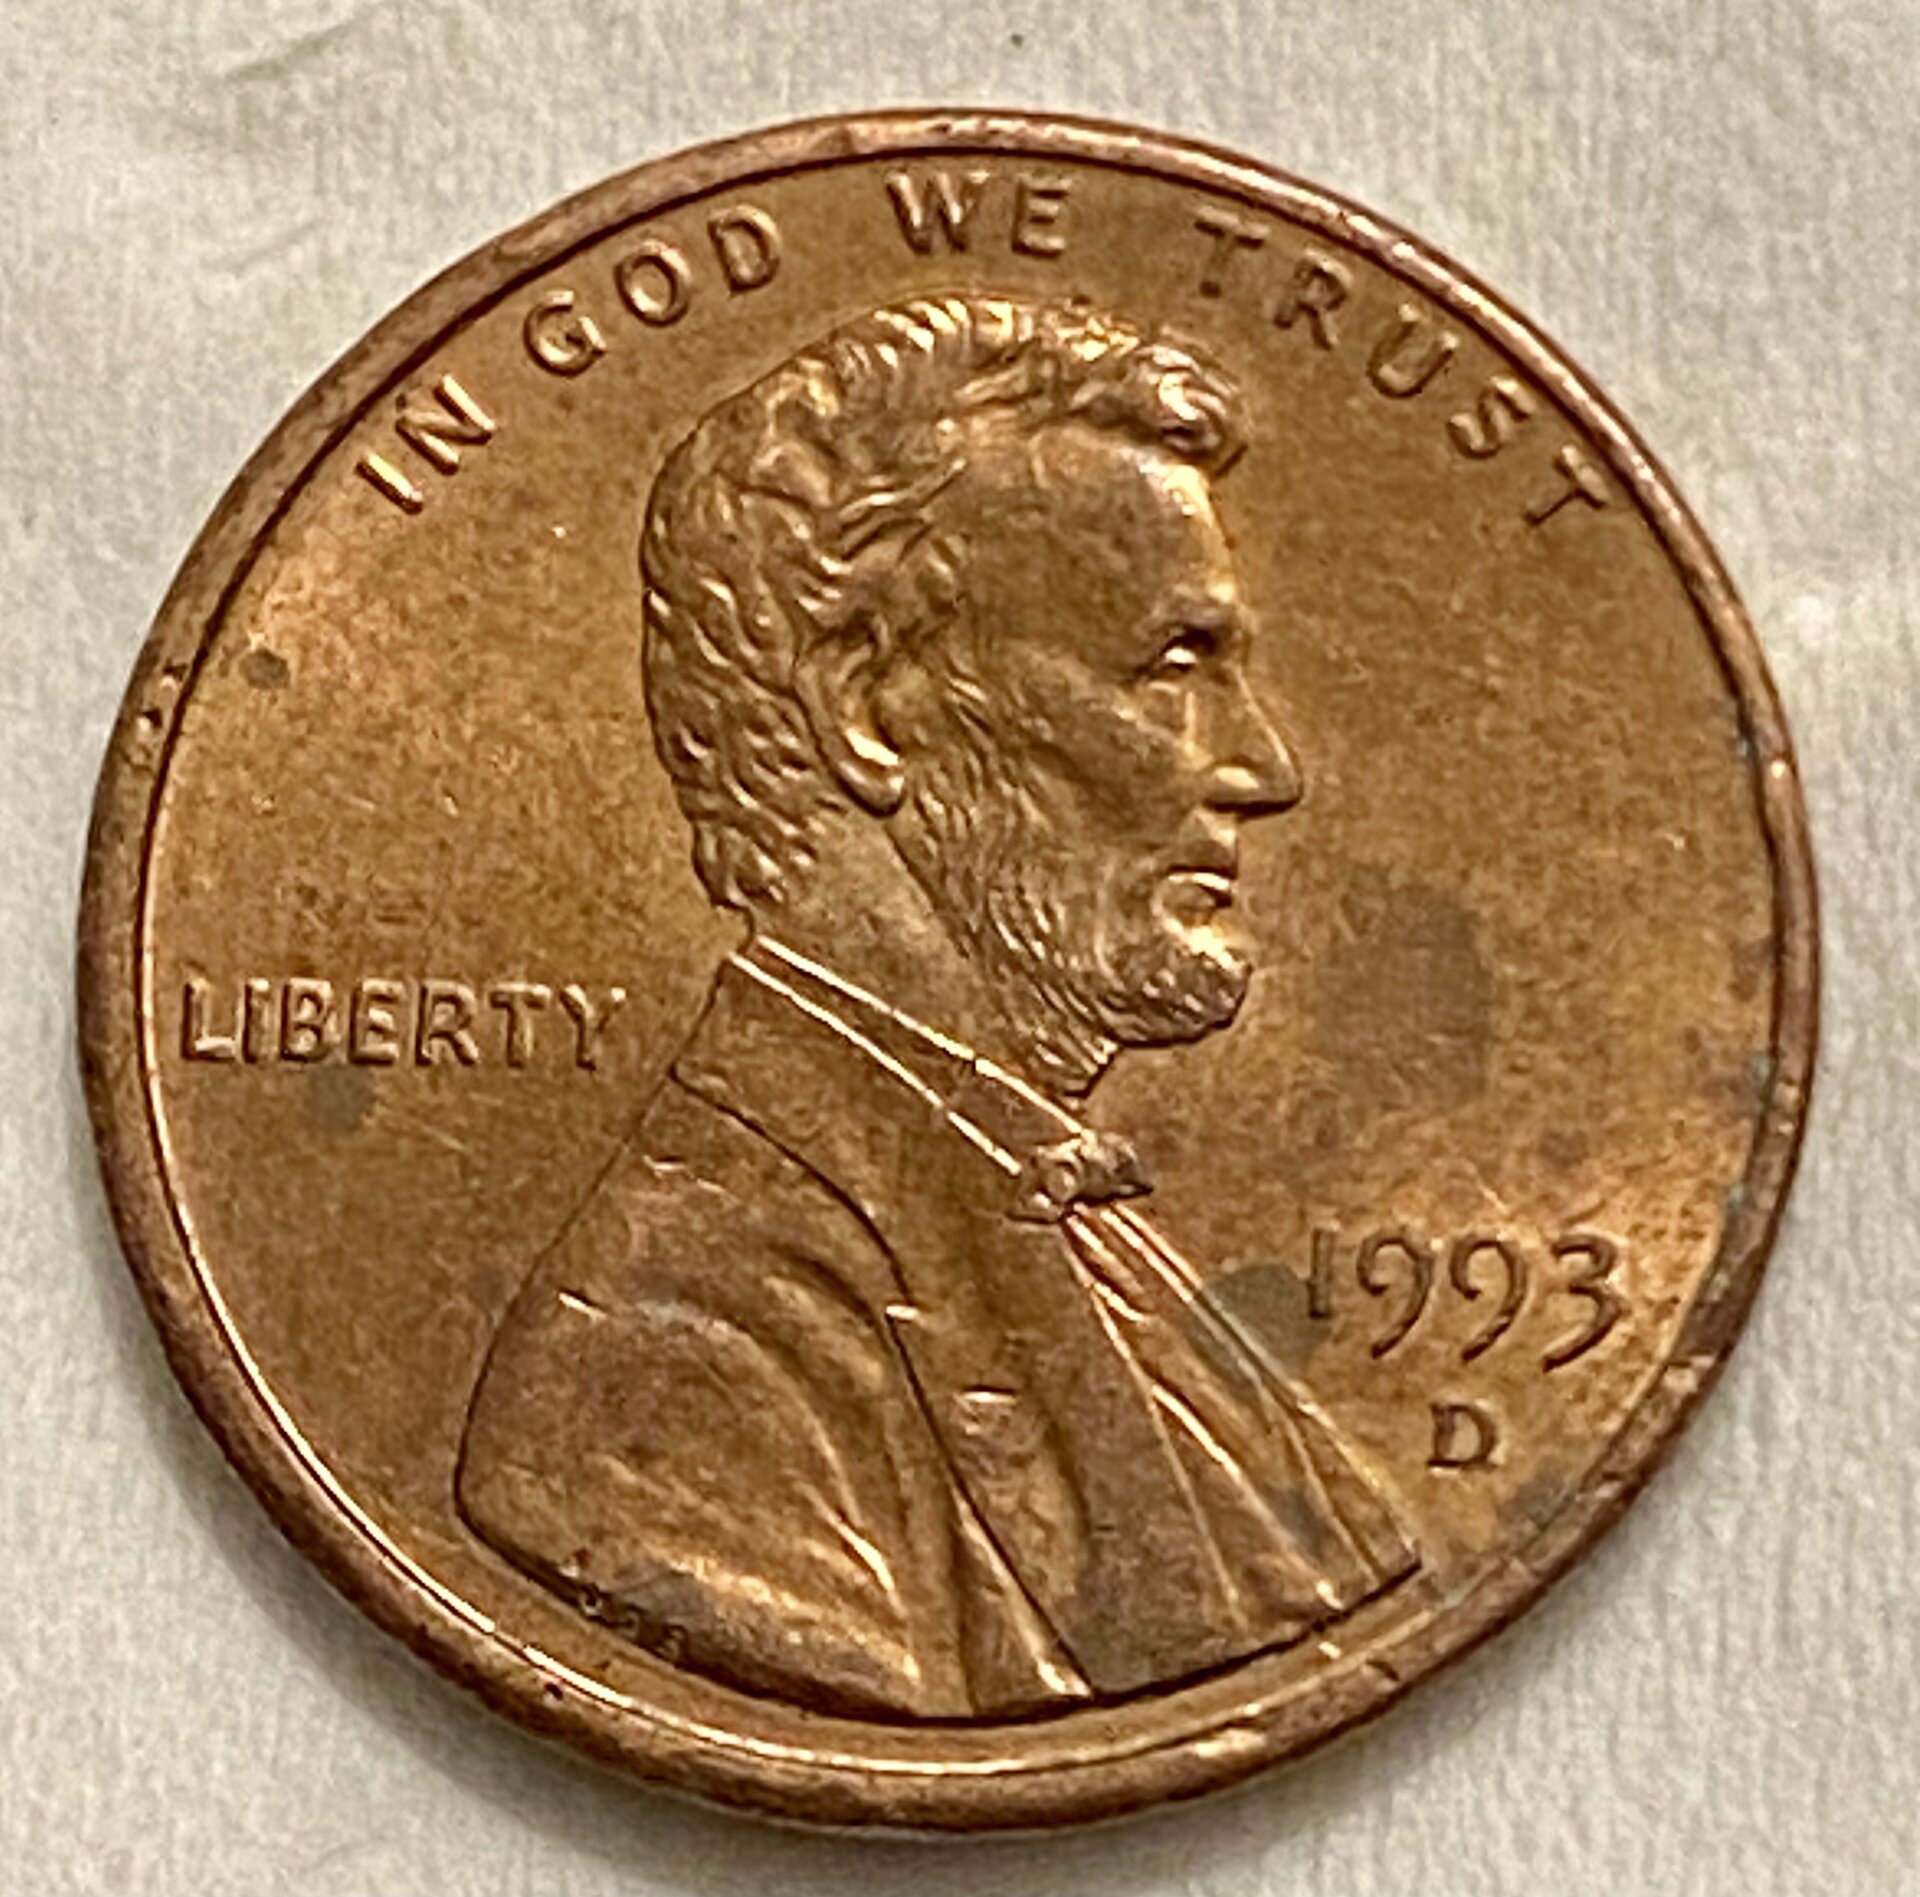 IN GOD WE TRUST
LIBERTY
1993
D